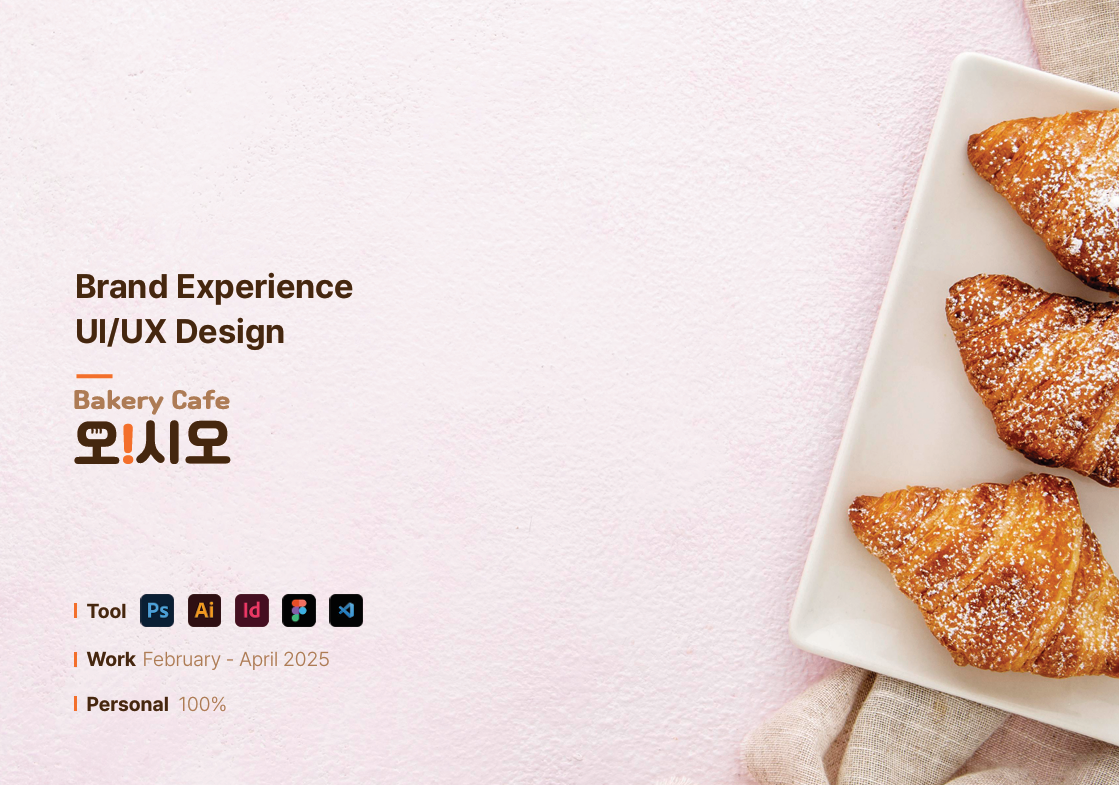 Brand Experience
UI/UX Design
Bakery Cafe
오!시오
Tool Ps Ai Id
Work February - April 2025
Personal 100%